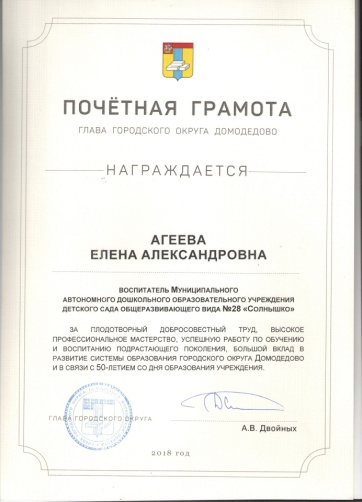 ПОЧЁТНАЯ ГРАМОТА
ГЛАВА ГОРОДСКОГО ОКРУГА ДОМОДЕДОВО
НАГРАЖДАЕТСЯ
АГЕЕВА
ЕЛЕНА АЛЕКСАНДРОВНА
ВОСПИТАТЕЛЬ МУНИЦИПАЛЬНОГО
АВТОНОМНОГО ДОШКОЛЬНОГО ОБРАЗОВАТЕЛЬНОГО УЧРЕЖДЕНИЯ
ДЕТСКОГО САДА ОБЩЕРАЗВИВАЮЩЕГО ВИДА №28 «СОЛНЫШКО»
ЗА ПЛОДОТВОРНЫЙ ДОБРОСОВЕСТНЫЙ ТРУД, ВЫСОКОЕ
ПРОФЕССИОНАЛЬНОЕ МАСТЕРСТВО, УСПЕШНУЮ РАБОТУ ПО ОБУЧЕНИЮ
И ВОСПИТАНИЮ ПОДРАСТАЮЩЕГО ПОКОЛЕНИЯ, БОЛЬШОЙ ВКЛАД В
РАЗВИТИЕ СИСТЕМЫ ОБРАЗОВАНИЯ ГОРОДСКОГО ОКРУГА ДОМОДЕДОВО
И В СВЯЗИ С 50-ЛЕТИЕМ СО ДНЯ ОБРАЗОВАНИЯ УЧРЕЖДЕНИЯ.
ГЛАВА ГОРОДСКОГО ОКРУГА
А.В. Двойных
2018 год